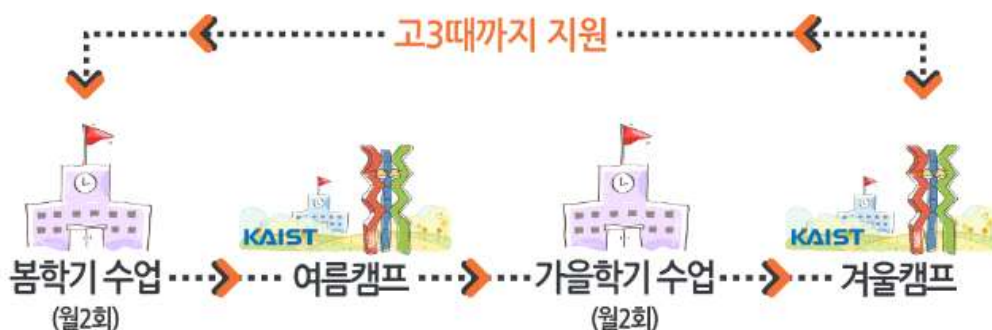 고3때까지 지원
KAIST
KAIST
봄학기 수업
여름캠프
가을학기 수업
겨울캠프
(월2회)
(월2회)